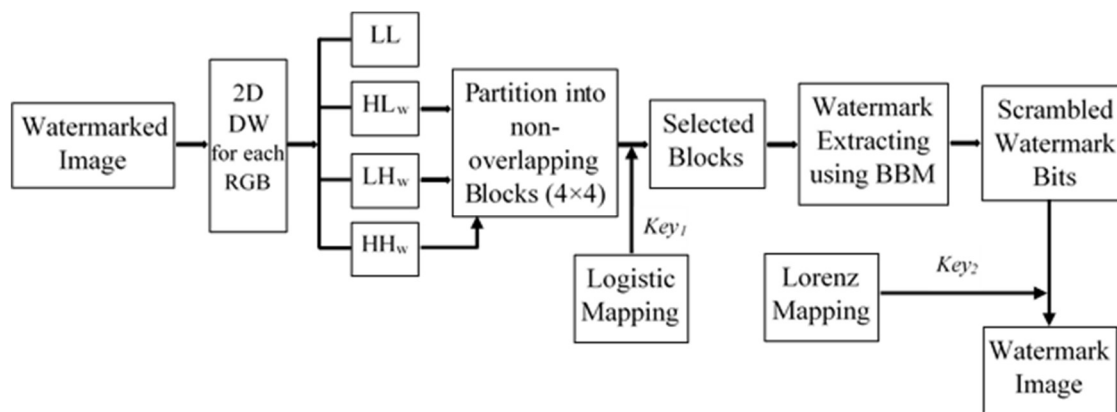 Watermarked
Image
2D
DW
for each
RGB
LL
HLw
LHw
HHw
Partition into
non-
overlapping
Blocks (4×4)
Selected
Blocks
Watermark
Extracting
using BBM
Scrambled
Watermark
Bits
Key1
Logistic
Mapping
Lorenz
Mapping
Key2
Watermark
Image